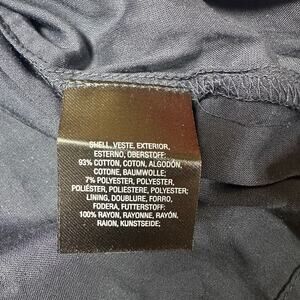 SHELL, VESTE, EXTERIOR,
ESTERNO, OBERSTOFF:
93% COTTON, COTON, ALGODÓN,
COTONE, BAUMWOLLE;
7% POLYESTER, POLYESTER,
POLIÉSTER, POLIESTERE, POLYESTER;
LINING, DOUBLURE, FORRO,
FODERA, FUTTERSTOFF:
100% RAYON, RAYONNE, RAYÓN,
RAION, KUNSTSEIDE;